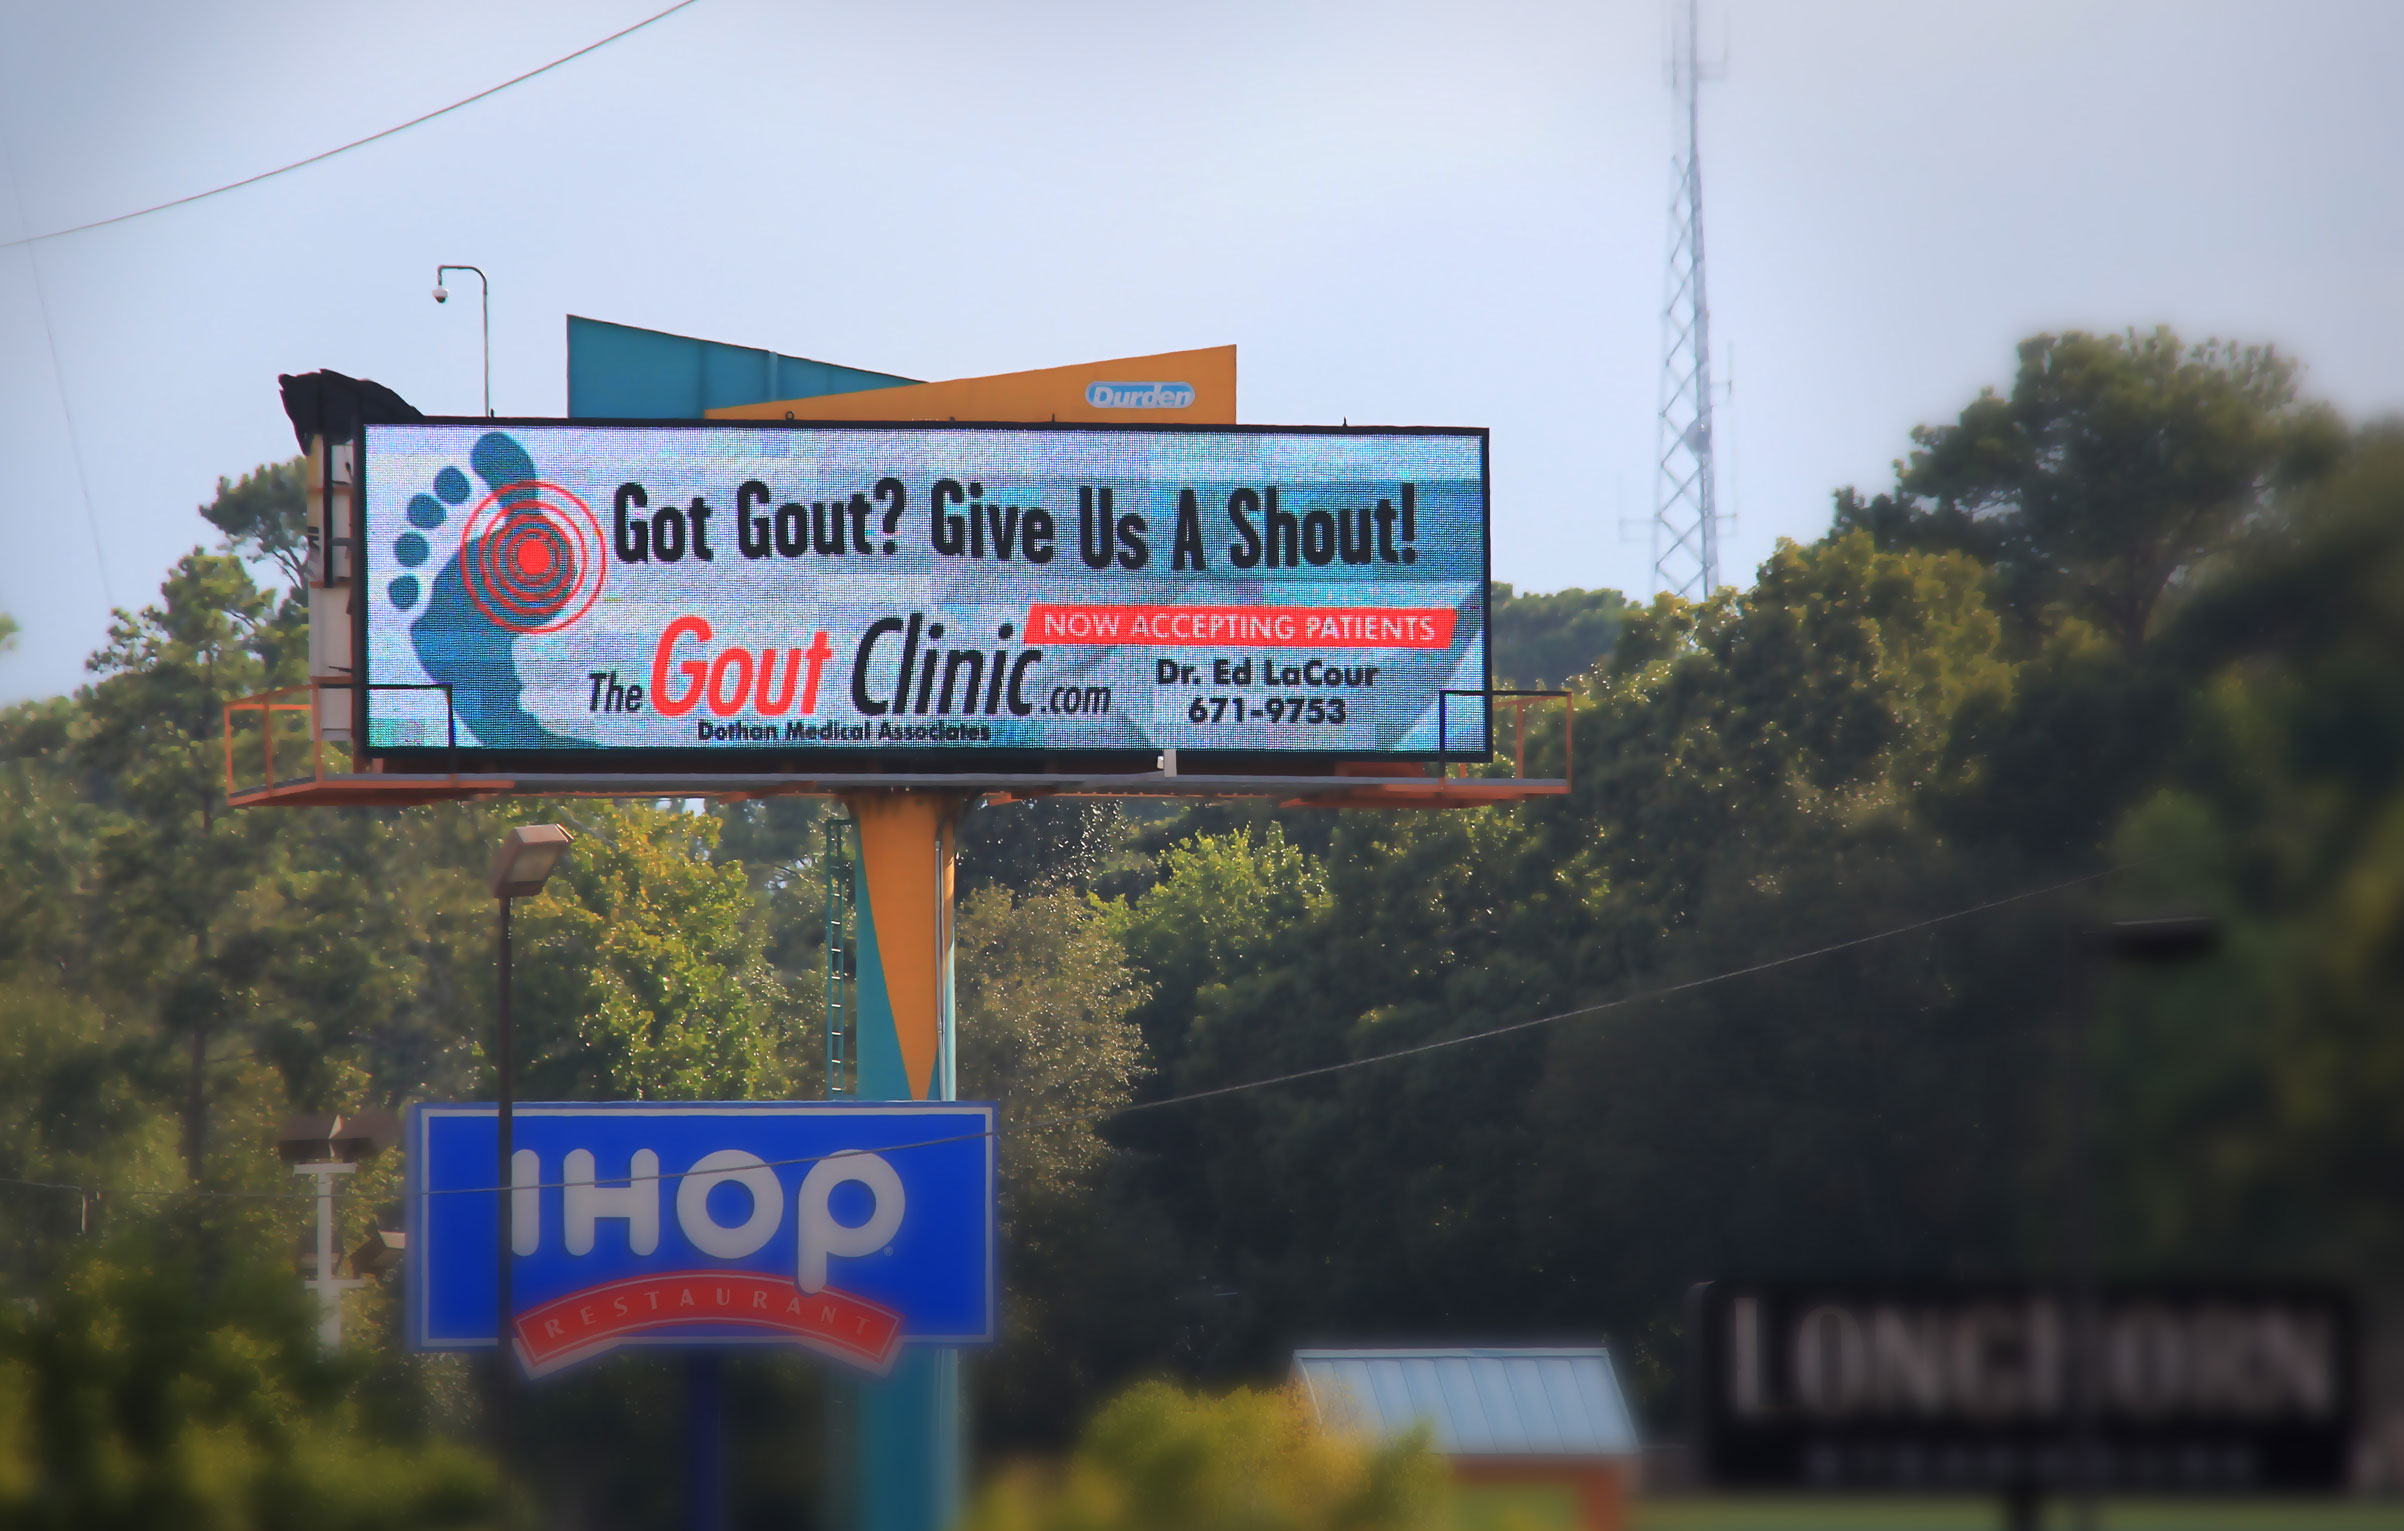 Durden
Got Gout? Give Us A Shout!
NOW ACCEPTING PATIENTS
The Gout Clinic.com
Dr. Ed LaCour
671-9753
Dothan Medical Associates
IHOP®
RESTAURANT
LONGHORN